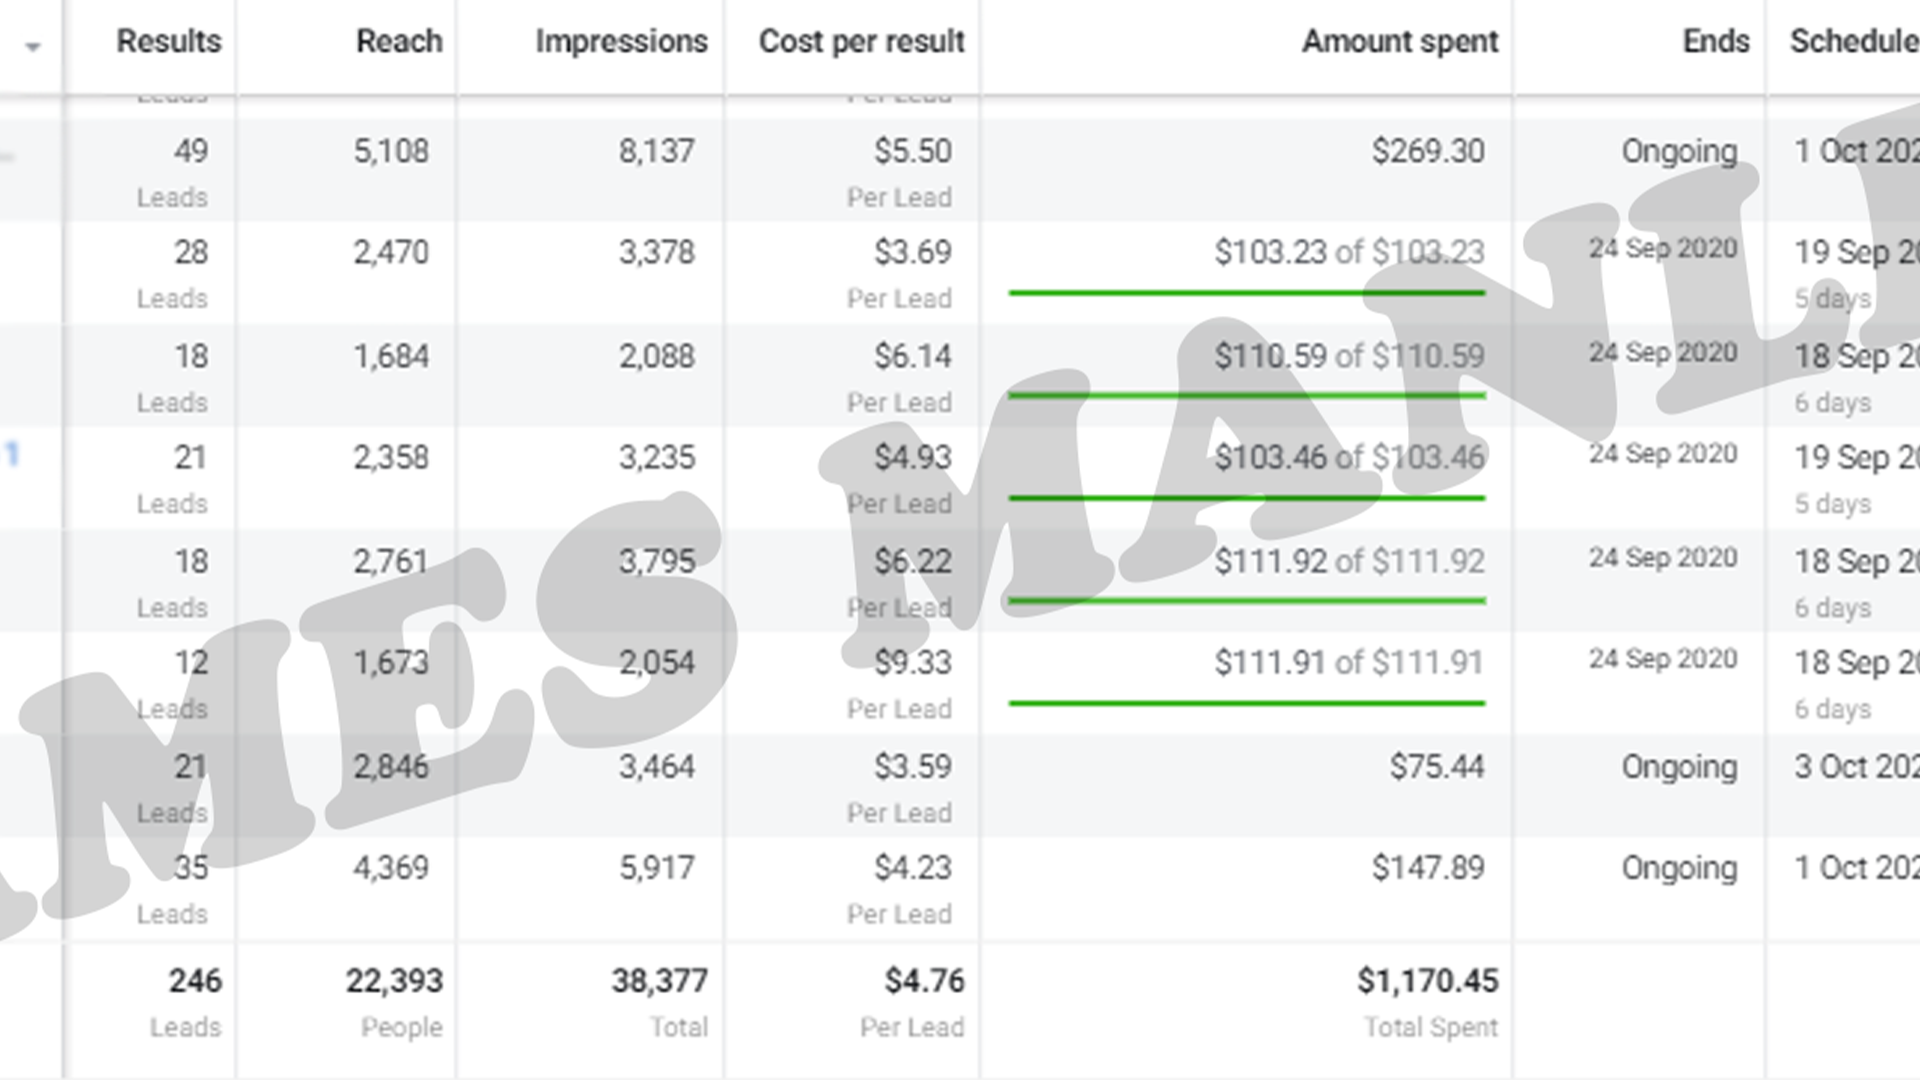 Results Reach Impressions Cost per result Amount spent Ends Schedule
Leads Per Lead
49 5,108 8,137 $5.50 $269.30 Ongoing 1 Oct 202
Leads Per Lead
28 2,470 3,378 $3.69 $103.23 of $103.23 24 Sep 2020 19 Sep 20
Leads Per Lead 5 days
18 1,684 2,088 $6.14 $110.59 of $110.59 24 Sep 2020 18 Sep 20
Leads Per Lead 6 days
1 21 2,358 3,235 $4.93 $103.46 of $103.46 24 Sep 2020 19 Sep 20
Leads Per Lead 5 days
18 2,761 3,795 $6.22 $111.92 of $111.92 24 Sep 2020 18 Sep 20
Leads Per Lead 6 days
12 1,673 2,054 $9.33 $111.91 of $111.91 24 Sep 2020 18 Sep 20
Leads Per Lead 6 days
21 2,846 3,464 $3.59 $75.44 Ongoing 3 Oct 202
Leads Per Lead
35 4,369 5,917 $4.23 $147.89 Ongoing 1 Oct 202
Leads Per Lead
246 22,393 38,377 $4.76 $1,170.45
Leads People Total Per Lead Total Spent
AMES MANL